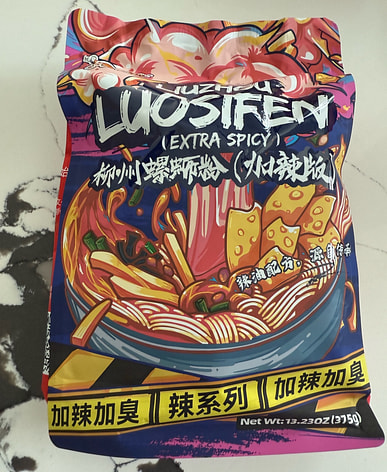 LIUZHOU
LUOSIFEN
(EXTRA SPICY)
柳州螺蛳粉(加辣版)
辣油配方。源
加辣加臭 辣系列 加辣加臭
Net Wt:13.23OZ(375g)